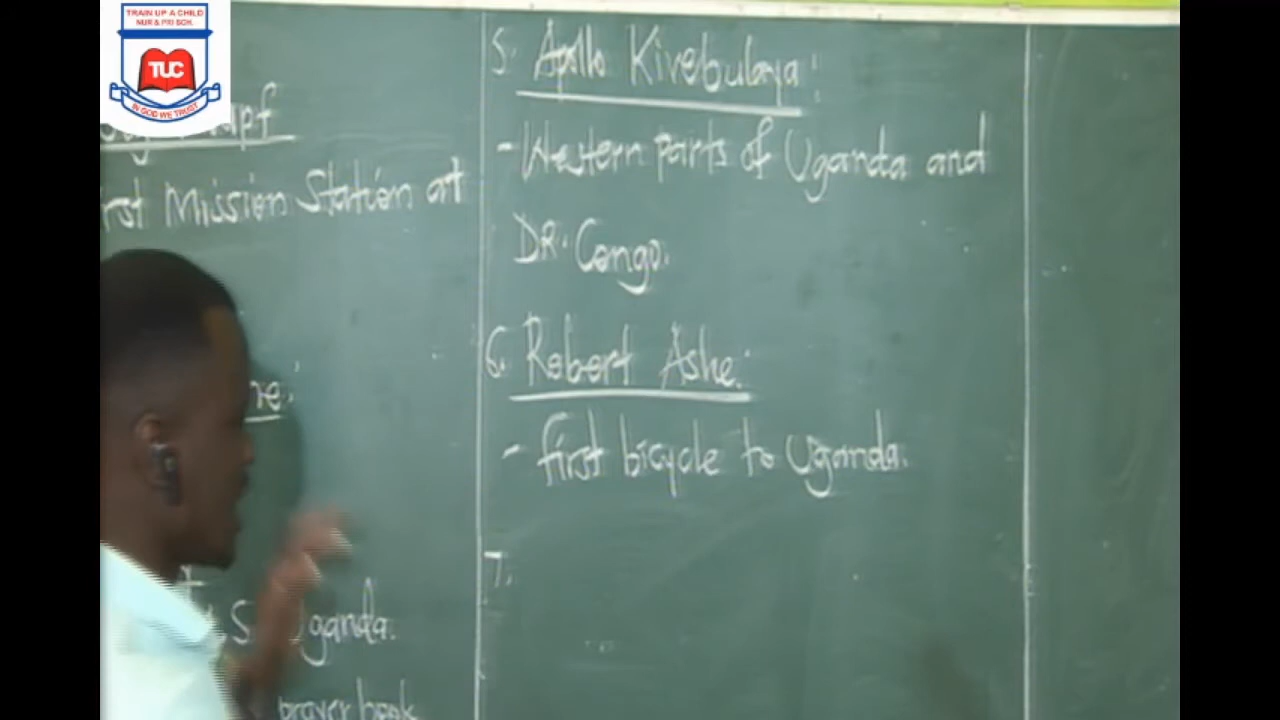 TRAIN UP A CHILD
NUR & PRI SCH.
TUC
IN GOD WE TRUST
rst Mission Station at
re:
Uganda.
prayer book
5. Apollo Kivebulaya:
- Western parts of Uganda and
DR. Congo.
6. Robert Ashe:
- first bicycle to Uganda.
7.